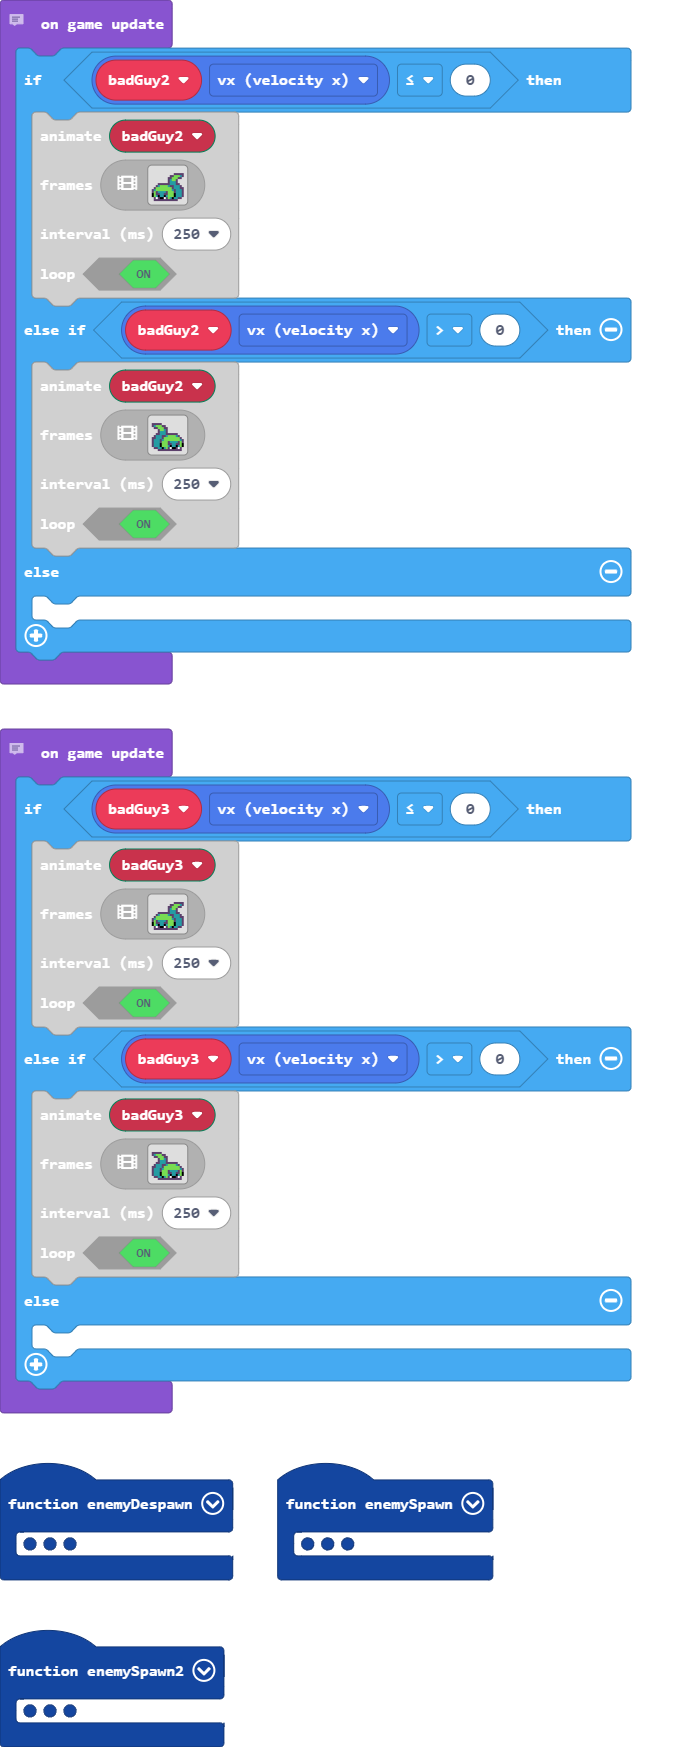 on game update
if badGuy2 vx (velocity x) ≤ 0 then
animate badGuy2
frames
interval (ms) 250
loop ON
else if badGuy2 vx (velocity x) > 0 then
animate badGuy2
frames
interval (ms) 250
loop ON
else
on game update
if badGuy3 vx (velocity x) ≤ 0 then
animate badGuy3
frames
interval (ms) 250
loop ON
else if badGuy3 vx (velocity x) > 0 then
animate badGuy3
frames
interval (ms) 250
loop ON
else
function enemyDespawn
function enemySpawn
function enemySpawn2